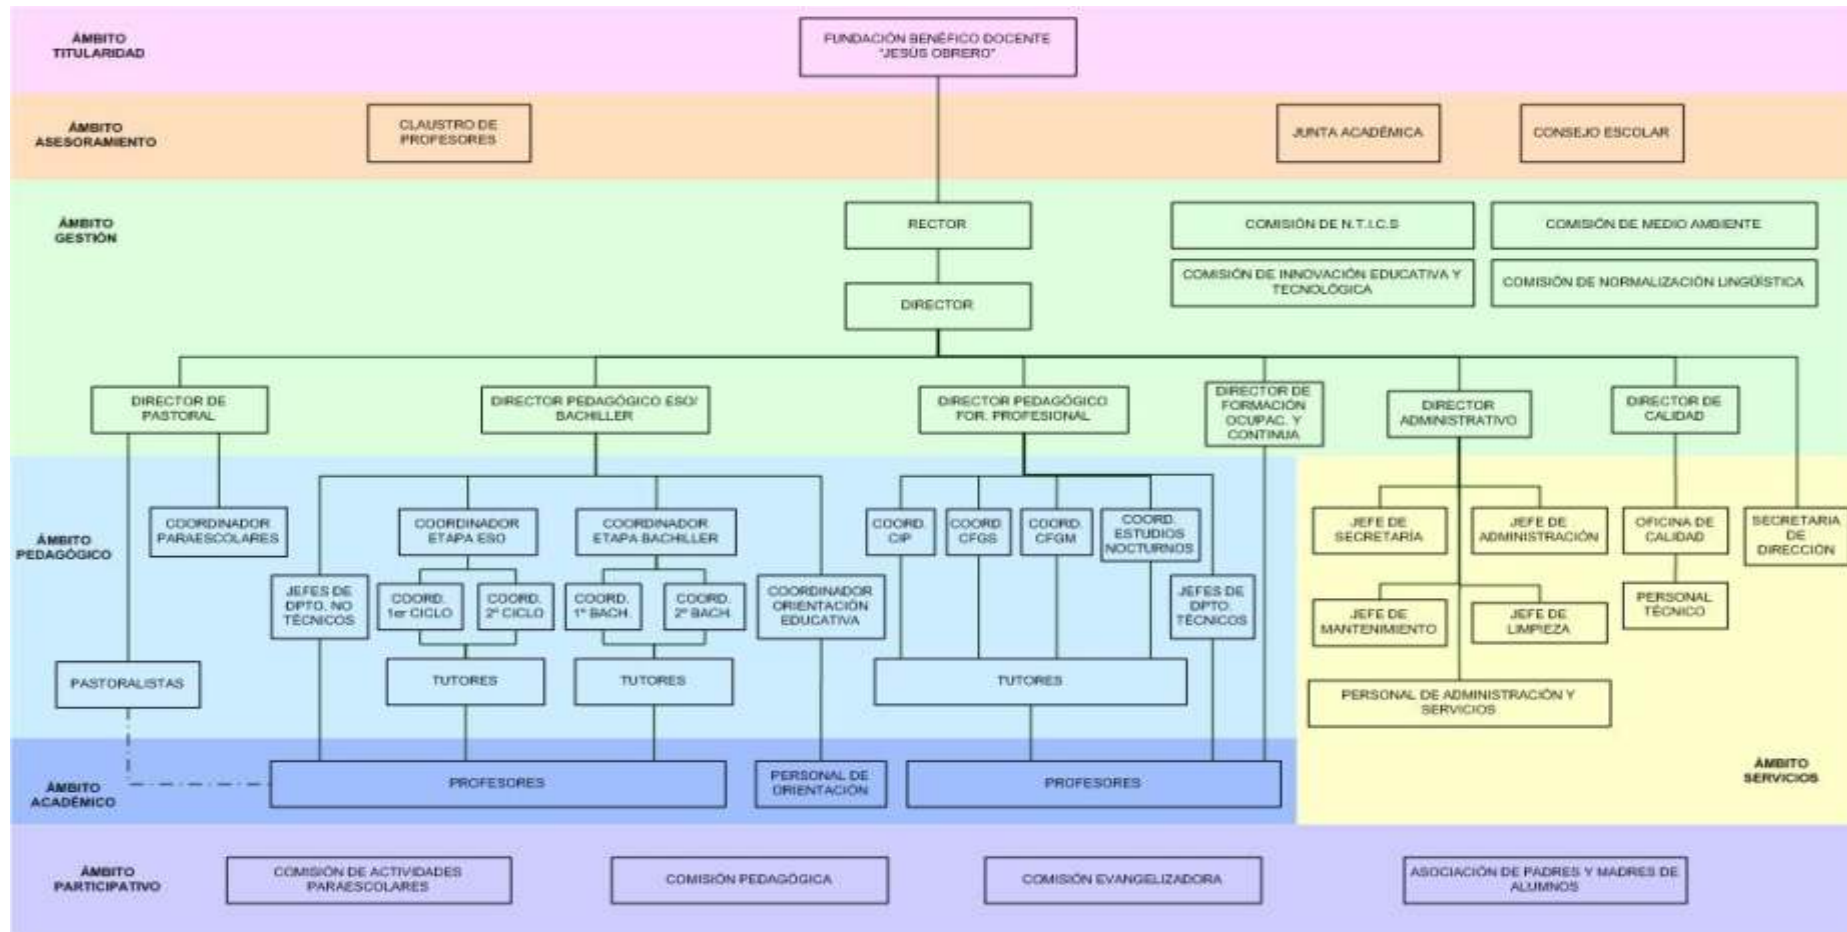 ÁMBITO
TITULARIDAD
FUNDACIÓN BENÉFICO DOCENTE
"JESÚS OBRERO"
ÁMBITO
ASESORAMIENTO
CLAUSTRO DE
PROFESORES
JUNTA ACADÉMICA
CONSEJO ESCOLAR
ÁMBITO
GESTIÓN
RECTOR
COMISIÓN DE N.T.I.C.S
COMISIÓN DE MEDIO AMBIENTE
COMISIÓN DE INNOVACIÓN EDUCATIVA Y
TECNOLÓGICA
COMISIÓN DE NORMALIZACIÓN LINGÜÍSTICA
DIRECTOR
DIRECTOR DE
PASTORAL
DIRECTOR PEDAGÓGICO ESO/
BACHILLER
DIRECTOR PEDAGÓGICO
FOR. PROFESIONAL
DIRECTOR DE
FORMACIÓN
OCUPAC. Y
CONTINUA
DIRECTOR
ADMINISTRATIVO
DIRECTOR DE
CALIDAD
ÁMBITO
PEDAGÓGICO
COORDINADOR
PARAESCOLARES
COORDINADOR
ETAPA ESO
COORDINADOR
ETAPA BACHILLER
COORD.
CIP
COORD.
CFGS
COORD.
CFGM
COORD.
ESTUDIOS
NOCTURNOS
JEFE DE
SECRETARÍA
JEFE DE
ADMINISTRACIÓN
OFICINA DE
CALIDAD
SECRETARIA
DE
DIRECCIÓN
JEFES DE
DPTO. NO
TÉCNICOS
COORD.
1er CICLO
COORD.
2º CICLO
COORD.
1º BACH.
COORD.
2º BACH.
COORDINADOR
ORIENTACIÓN
EDUCATIVA
JEFES DE
DPTO.
TÉCNICOS
JEFE DE
MANTENIMIENTO
JEFE DE
LIMPIEZA
PERSONAL
TÉCNICO
PASTORALISTAS
TUTORES
TUTORES
TUTORES
PERSONAL DE ADMINISTRACIÓN Y
SERVICIOS
ÁMBITO
ACADÉMICO
PROFESORES
PERSONAL DE
ORIENTACIÓN
PROFESORES
ÁMBITO
SERVICIOS
ÁMBITO
PARTICIPATIVO
COMISIÓN DE ACTIVIDADES
PARAESCOLARES
COMISIÓN PEDAGÓGICA
COMISIÓN EVANGELIZADORA
ASOCIACIÓN DE PADRES Y MADRES DE
ALUMNOS